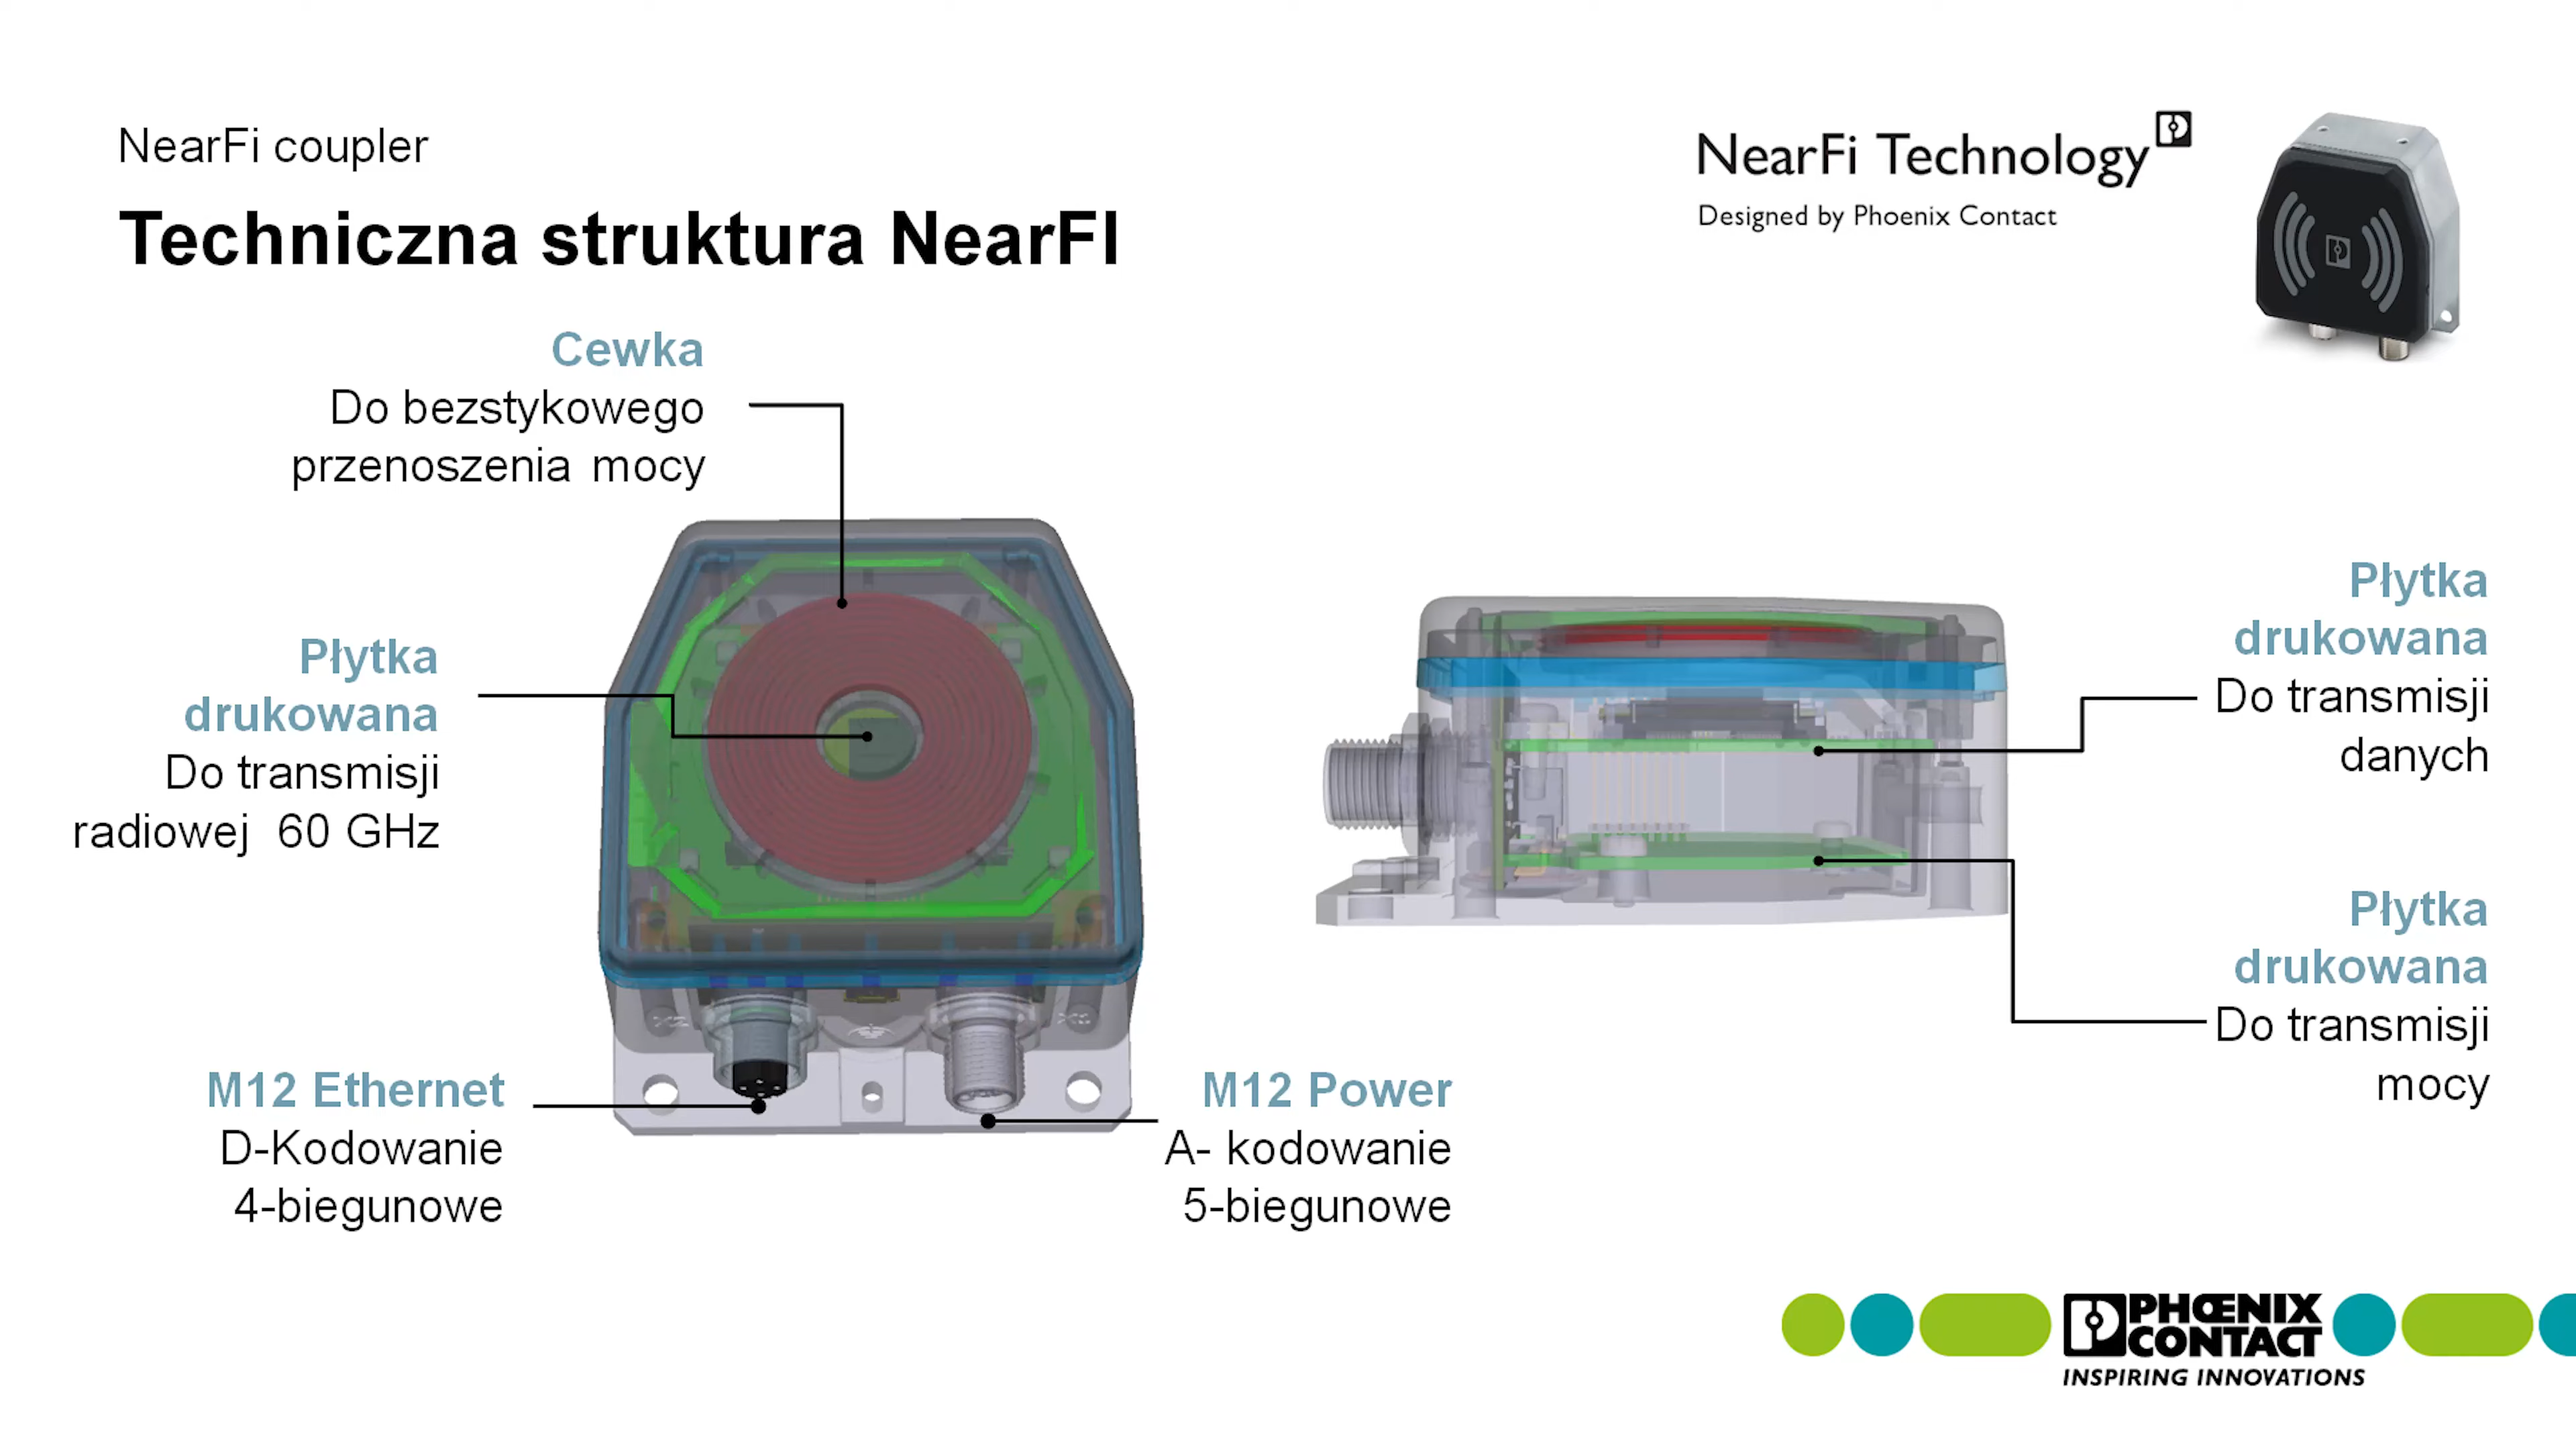 NearFi coupler
Techniczna struktura NearFI
NearFi Technology
Designed by Phoenix Contact
Cewka
Do bezstykowego
przenoszenia mocy
Płytka
drukowana
Do transmisji
radiowej 60 GHz
M12 Ethernet
D-Kodowanie
4-biegunowe
M12 Power
A- kodowanie
5-biegunowe
Płytka
drukowana
Do transmisji
danych
Płytka
drukowana
Do transmisji
mocy
PHŒNIX
CONTACT
INSPIRING INNOVATIONS